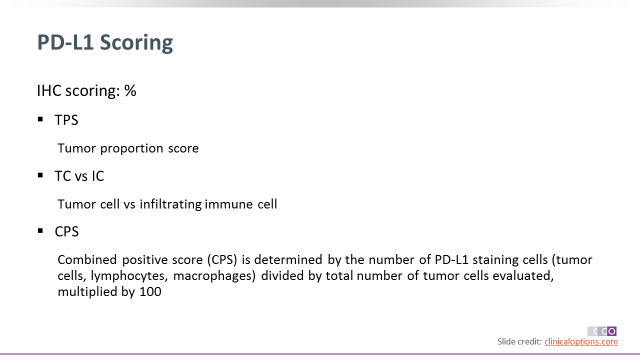 PD-L1 Scoring
IHC scoring: %
▪ TPS
Tumor proportion score
▪ TC vs IC
Tumor cell vs infiltrating immune cell
▪ CPS
Combined positive score (CPS) is determined by the number of PD-L1 staining cells (tumor
cells, lymphocytes, macrophages) divided by total number of tumor cells evaluated,
multiplied by 100
CCO
Slide credit: clinicaloptions.com